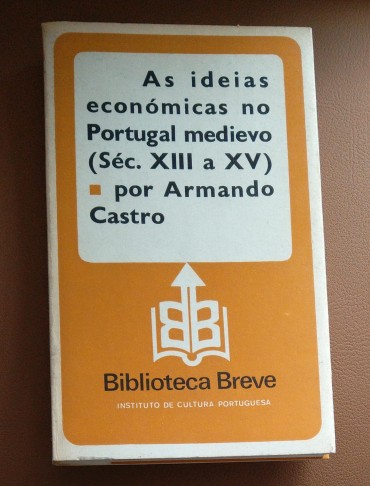 As ideias
económicas no
Portugal medievo
(Séc. XIII a XV)
▪ por Armando
Castro
BB
Biblioteca Breve
INSTITUTO DE CULTURA PORTUGUESA